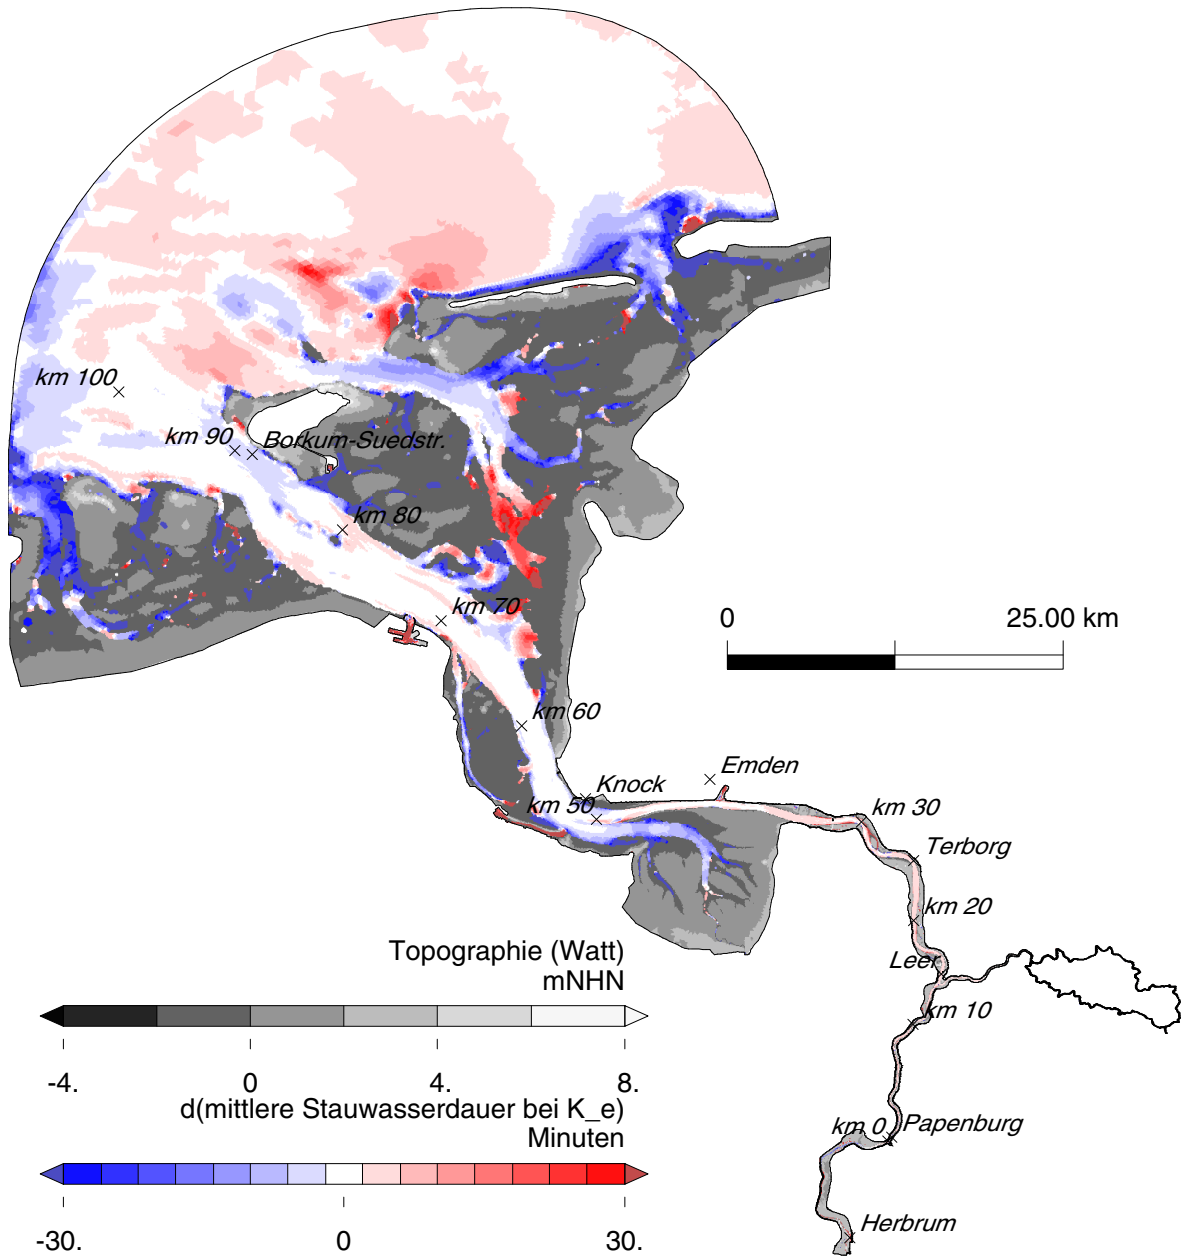 km 100
km 90
Borkum-Suedstr.
km 80
km 70
0
25.00 km
km 60
Emden
Knock
km 50
km 30
Terborg
km 20
Leer
km 10
Papenburg
km 0
Herbrum
Topographie (Watt)
mNHN
-4. 0 4. 8.
d(mittlere Stauwasserdauer bei K_e)
Minuten
-30. 0 30.